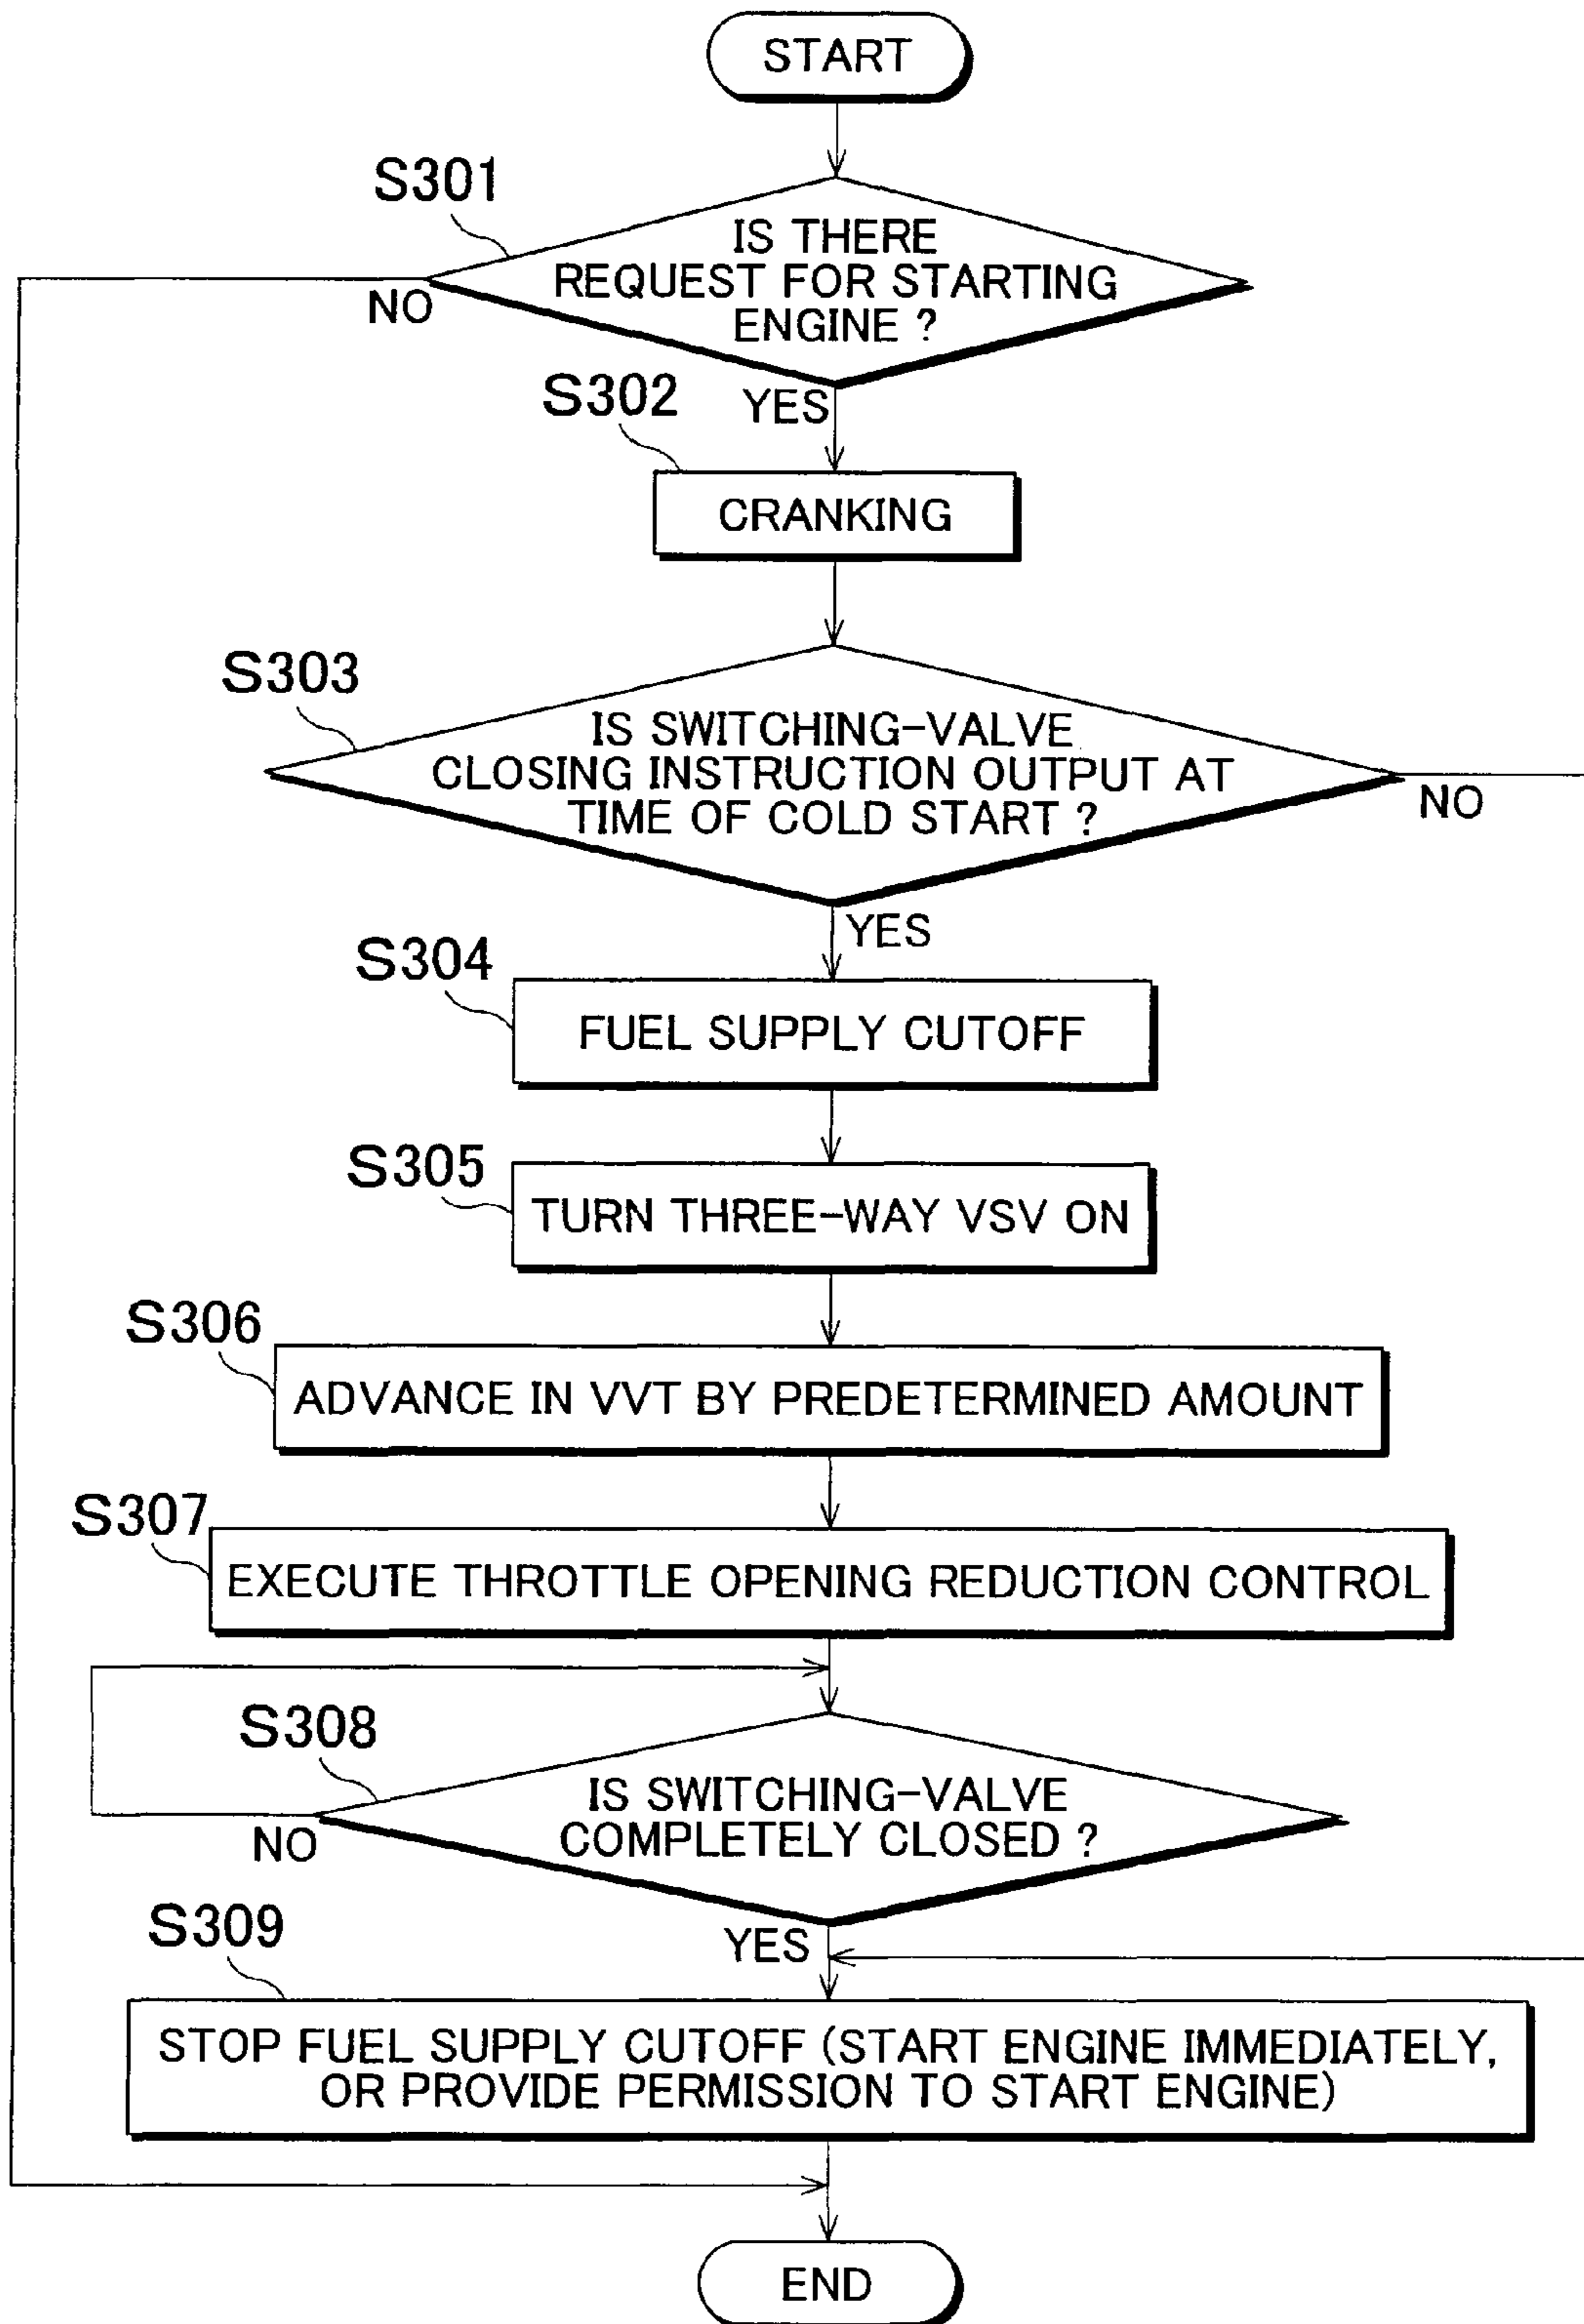 START
S301
IS THERE
REQUEST FOR STARTING
ENGINE ?
NO
S302
YES
CRANKING
S303
IS SWITCHING-VALVE
CLOSING INSTRUCTION OUTPUT AT
TIME OF COLD START ?
NO
YES
S304
FUEL SUPPLY CUTOFF
S305
TURN THREE-WAY VSV ON
S306
ADVANCE IN VVT BY PREDETERMINED AMOUNT
S307
EXECUTE THROTTLE OPENING REDUCTION CONTROL
S308
IS SWITCHING-VALVE
COMPLETELY CLOSED ?
NO
S309
YES
STOP FUEL SUPPLY CUTOFF (START ENGINE IMMEDIATELY,
OR PROVIDE PERMISSION TO START ENGINE)
END